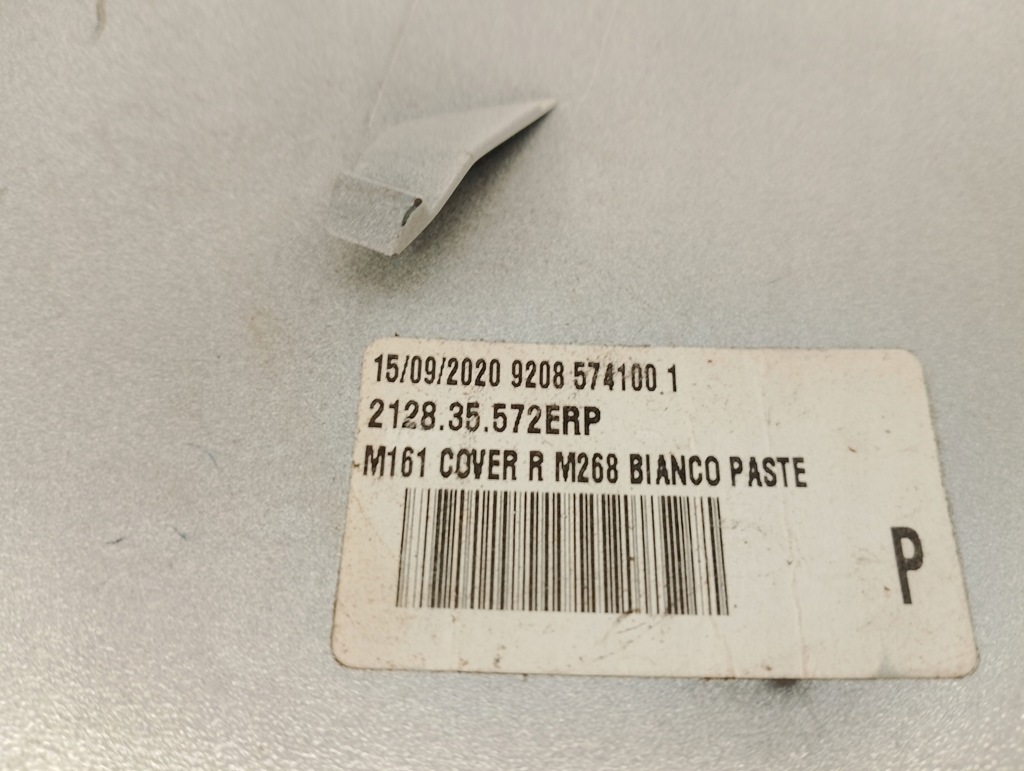 15/09/2020 9208 574100 1
2128.35.572ERP
M161 COVER R M268 BIANCO PASTE
P